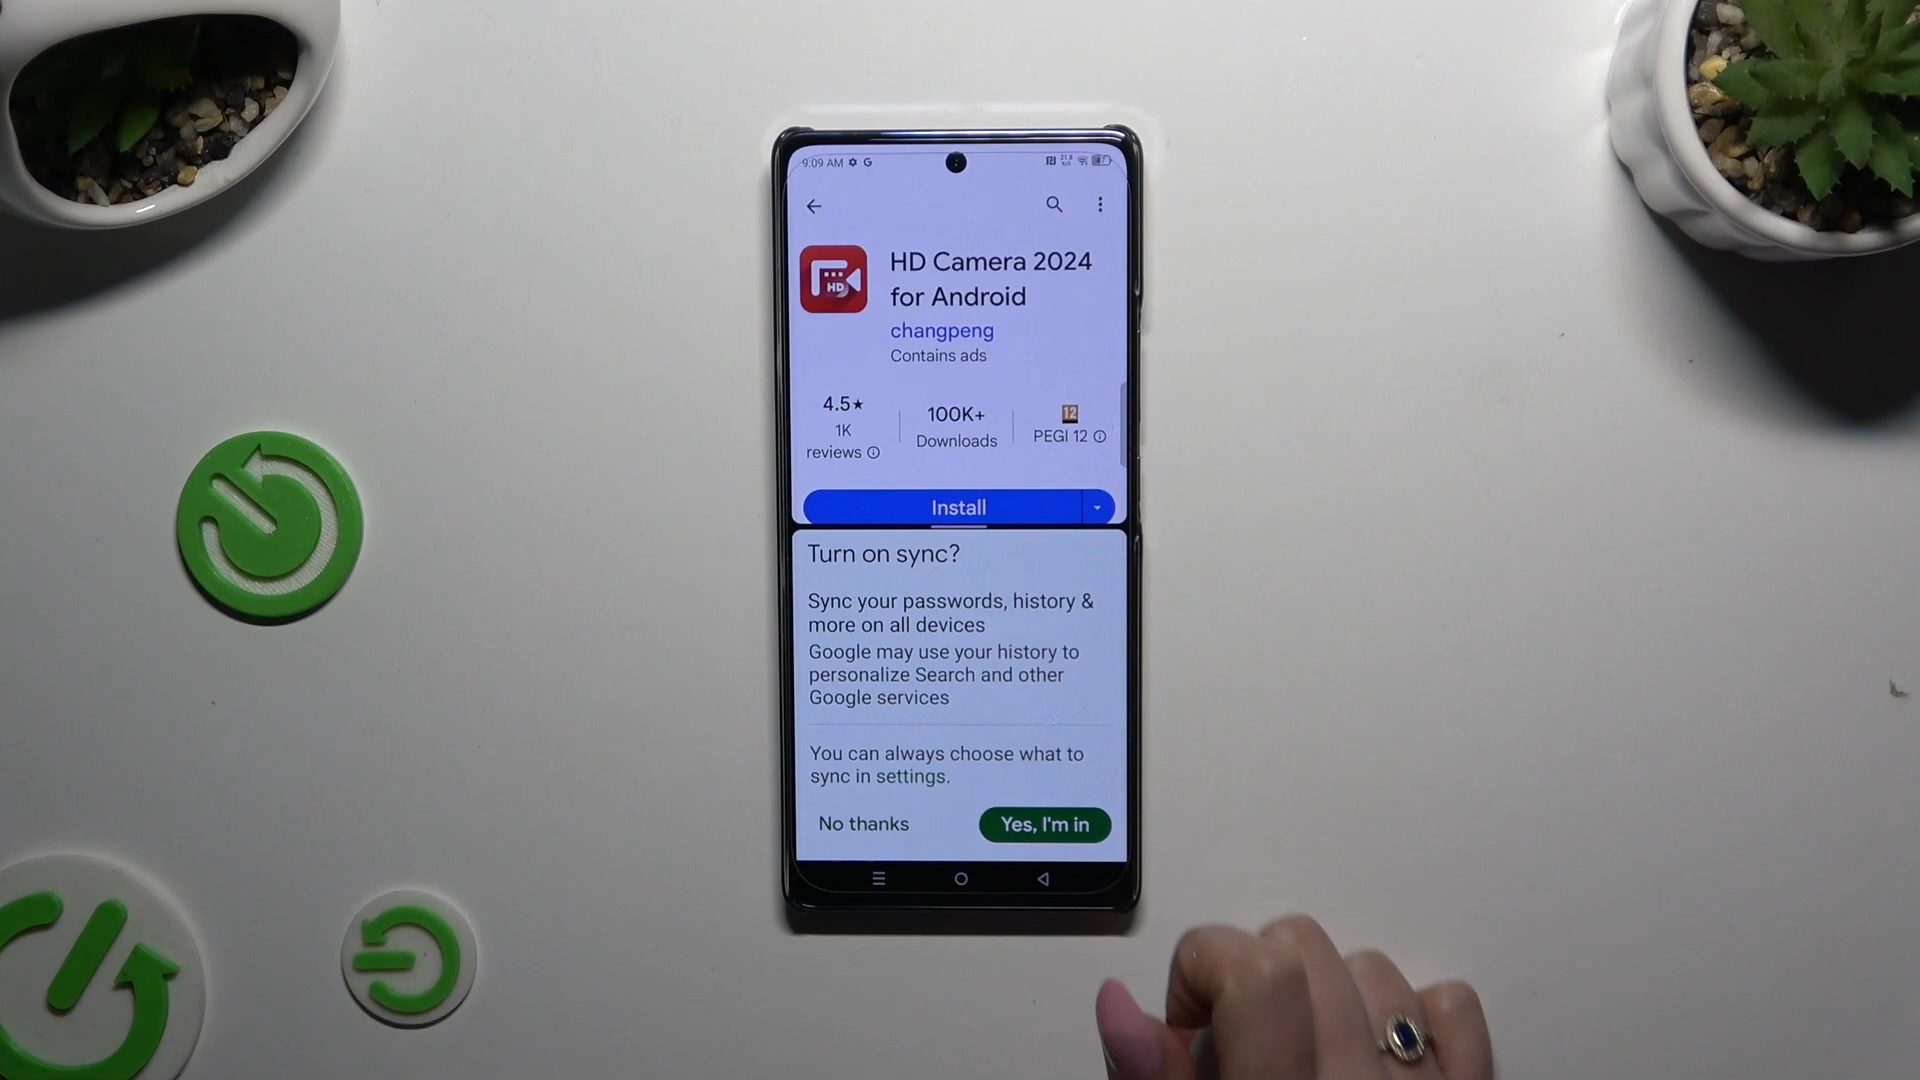 9:09 AM
HD Camera 2024
for Android
changpeng
Contains ads
4.5★
1K
reviews
100K+
Downloads
12
PEGI 12
HD
Install
Turn on sync?
Sync your passwords, history &
more on all devices
Google may use your history to
personalize Search and other
Google services
You can always choose what to
sync in settings.
No thanks
Yes, I'm in